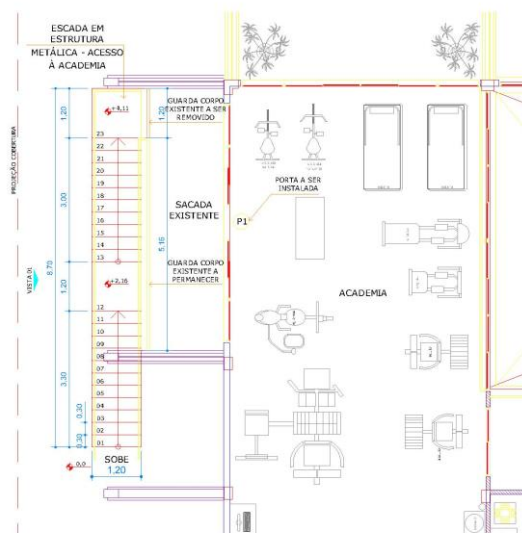 ESCADA EM
ESTRUTURA
METÁLICA - ACESSO
À ACADEMIA
1.20
+4,11
GUARDA CORPO
EXISTENTE A SER
REMOVIDO
1.20
PROJEÇÃO COBERTURA
23
22
21
20
19
18
17
16
15
14
13
3.00
8.70
SACADA
EXISTENTE
PORTA A SER
INSTALADA
P1
5.16
GUARDA CORPO
EXISTENTE A
PERMANECER
VISTA 01
1.20
+2,16
ACADEMIA
12
11
10
09
08
07
06
05
04
03
02
01
3.30
0.30
0.30
0,0
SOBE
1.20